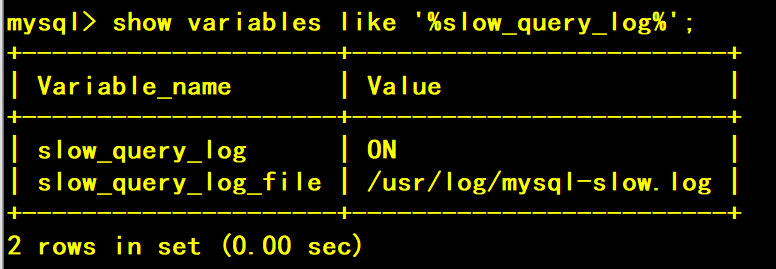 mysql> show variables like '%slow_query_log%';
+---------------------+-------------------------+
| Variable_name       | Value                   |
+---------------------+-------------------------+
| slow_query_log      | ON                      |
| slow_query_log_file | /usr/log/mysql-slow.log |
+---------------------+-------------------------+
2 rows in set (0.00 sec)